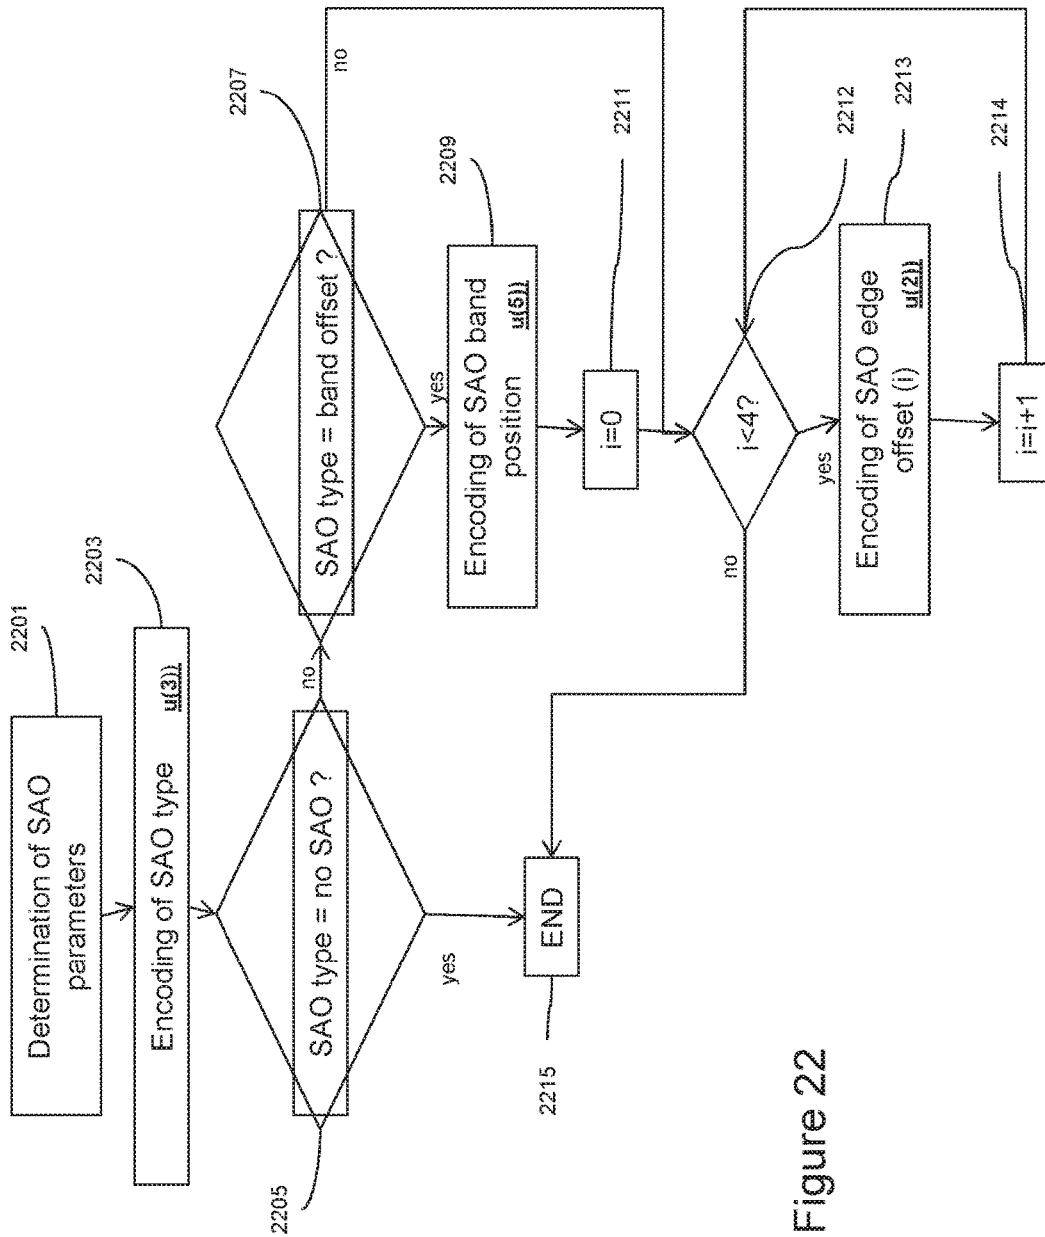 2201
Determination of SAO
parameters
2203
Encoding of SAO type
u(3))
2205
SAO type = no SAO ?
no
yes
2207
SAO type = band offset ?
no
yes
2209
Encoding of SAO band
position
u(5))
2211
i=0
2212
i<4?
no
yes
2213
Encoding of SAO edge
offset (i)
u(2))
2214
i=i+1
END
2215
Figure 22